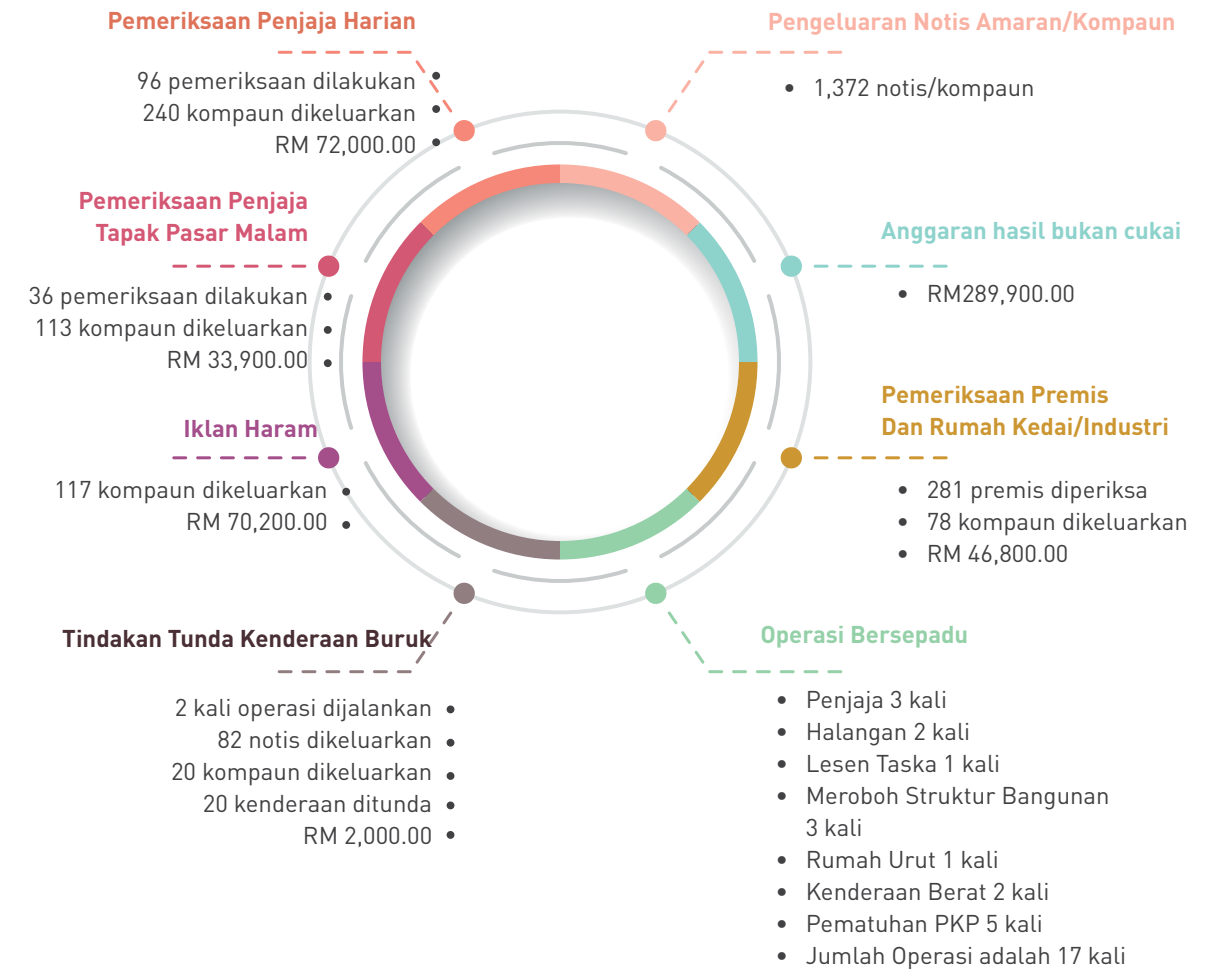 Pemeriksaan Penjaja Harian
96 pemeriksaan dilakukan •
240 kompaun dikeluarkan •
RM 72,000.00 •
Pemeriksaan Penjaja
Tapak Pasar Malam
36 pemeriksaan dilakukan •
113 kompaun dikeluarkan •
RM 33,900.00 •
Iklan Haram
117 kompaun dikeluarkan •
RM 70,200.00 •
Tindakan Tunda Kenderaan Buruk
2 kali operasi dijalankan •
82 notis dikeluarkan •
20 kompaun dikeluarkan •
20 kenderaan ditunda •
RM 2,000.00 •
Pengeluaran Notis Amaran/Kompaun
• 1,372 notis/kompaun
Anggaran hasil bukan cukai
• RM289,900.00
Pemeriksaan Premis
Dan Rumah Kedai/Industri
• 281 premis diperiksa
• 78 kompaun dikeluarkan
• RM 46,800.00
Operasi Bersepadu
• Penjaja 3 kali
• Halangan 2 kali
• Lesen Taska 1 kali
• Meroboh Struktur Bangunan
3 kali
• Rumah Urut 1 kali
• Kenderaan Berat 2 kali
• Pematuhan PKP 5 kali
• Jumlah Operasi adalah 17 kali